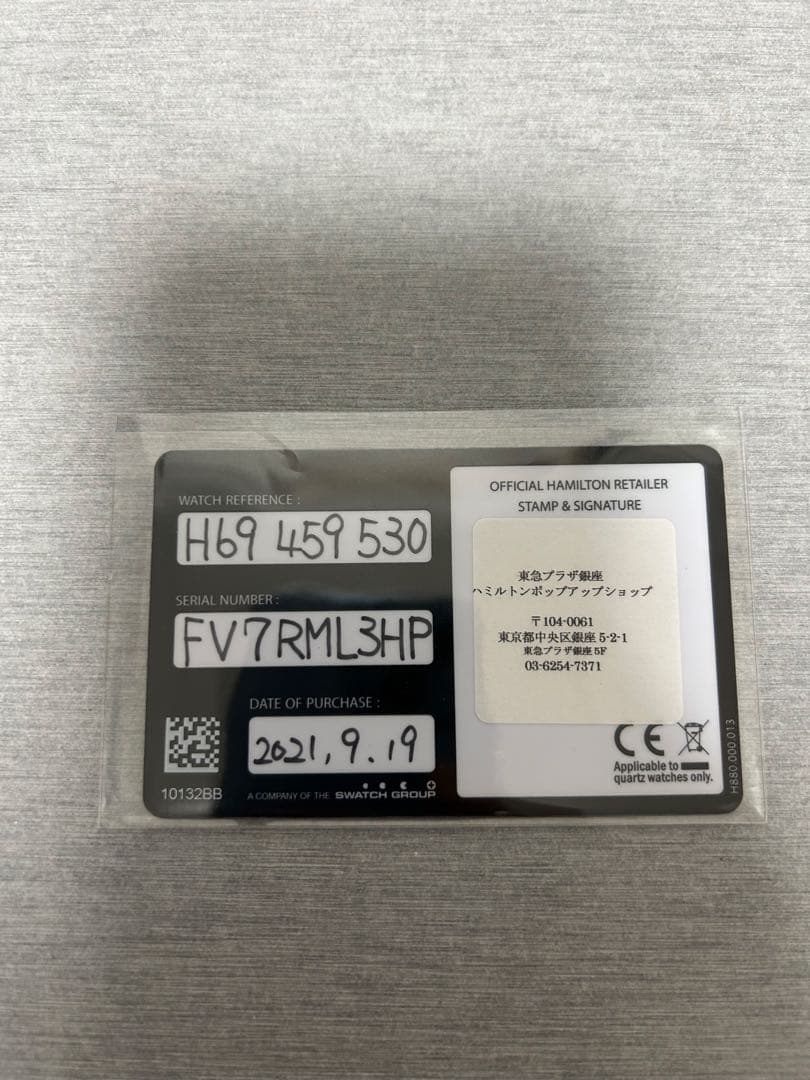 WATCH REFERENCE :
H69 459 530
SERIAL NUMBER :
FV7RML3HP
DATE OF PURCHASE :
2021, 9. 19
10132BB
A COMPANY OF THE SWATCH GROUP
OFFICIAL HAMILTON RETAILER
STAMP & SIGNATURE
東急プラザ銀座
ハミルトンポップアップショップ
〒104-0061
東京都中央区銀座 5-2-1
東急プラザ銀座 5F
03-6254-7371
CE
Applicable to
quartz watches only.
H880.000.013